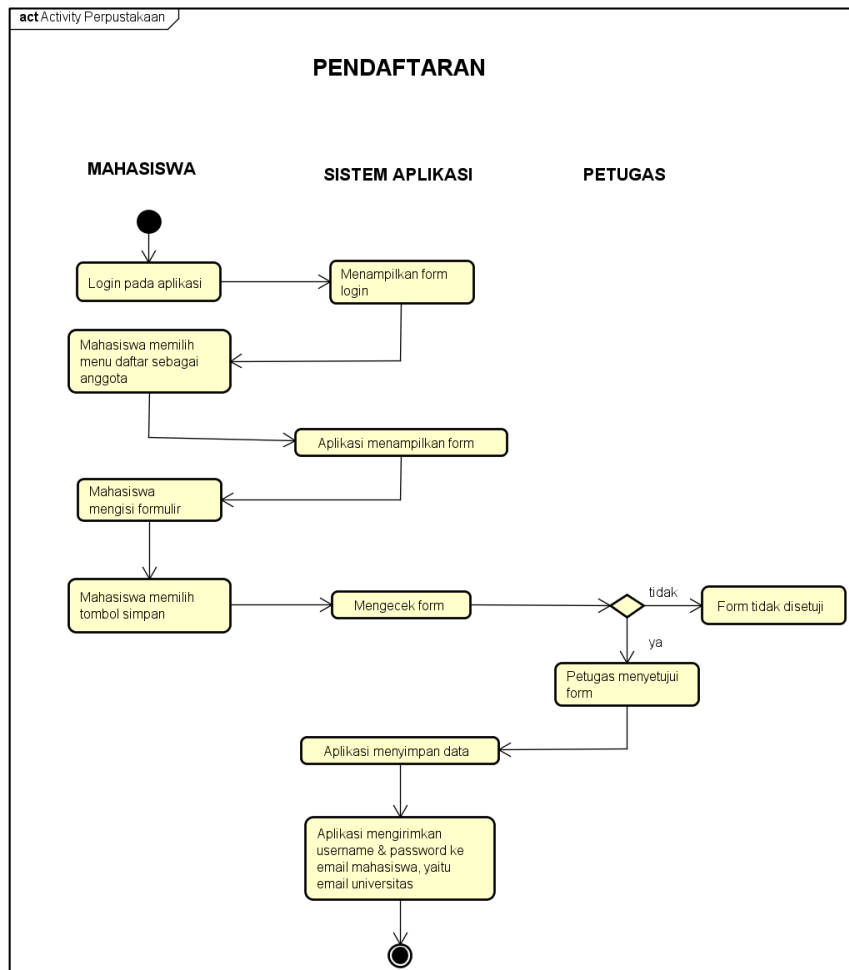 act Activity Perpustakaan
PENDAFTARAN
MAHASISWA
SISTEM APLIKASI
PETUGAS
Login pada aplikasi
Menampilkan form
login
Mahasiswa memilih
menu daftar sebagai
anggota
Aplikasi menampilkan form
Mahasiswa
mengisi formulir
Mahasiswa memilih
tombol simpan
Mengecek form
tidak
Form tidak disetuji
ya
Petugas menyetujui
form
Aplikasi menyimpan data
Aplikasi mengirimkan
username & password ke
email mahasiswa, yaitu
email universitas